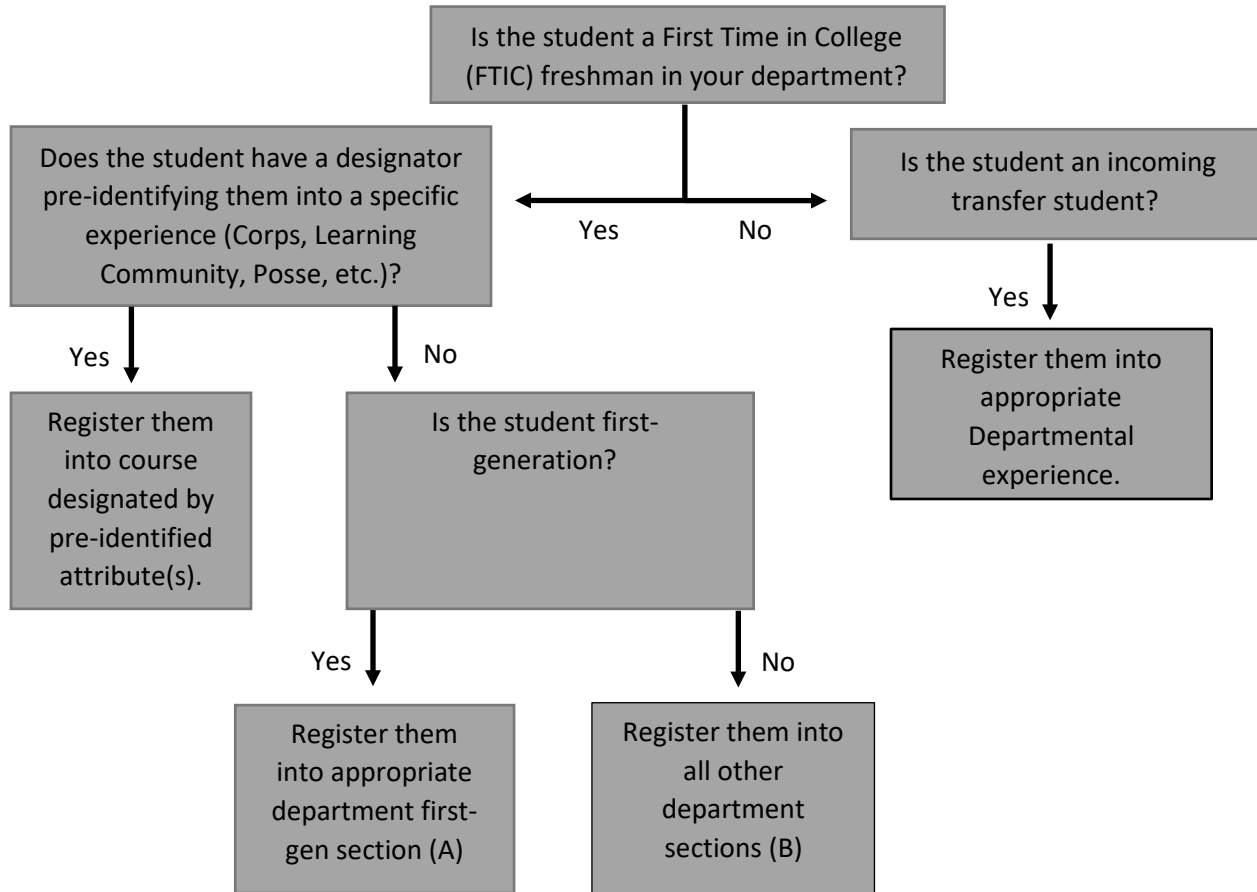 Is the student a First Time in College
(FTIC) freshman in your department?
Does the student have a designator
pre-identifying them into a specific
experience (Corps, Learning
Community, Posse, etc.)?
Yes
No
Is the student an incoming
transfer student?
Yes
No
Yes
Register them
into course
designated by
pre-identified
attribute(s).
Is the student first-
generation?
Register them into
appropriate
Departmental
experience.
Yes
No
Register them
into appropriate
department first-
gen section (A)
Register them into
all other
department
sections (B)